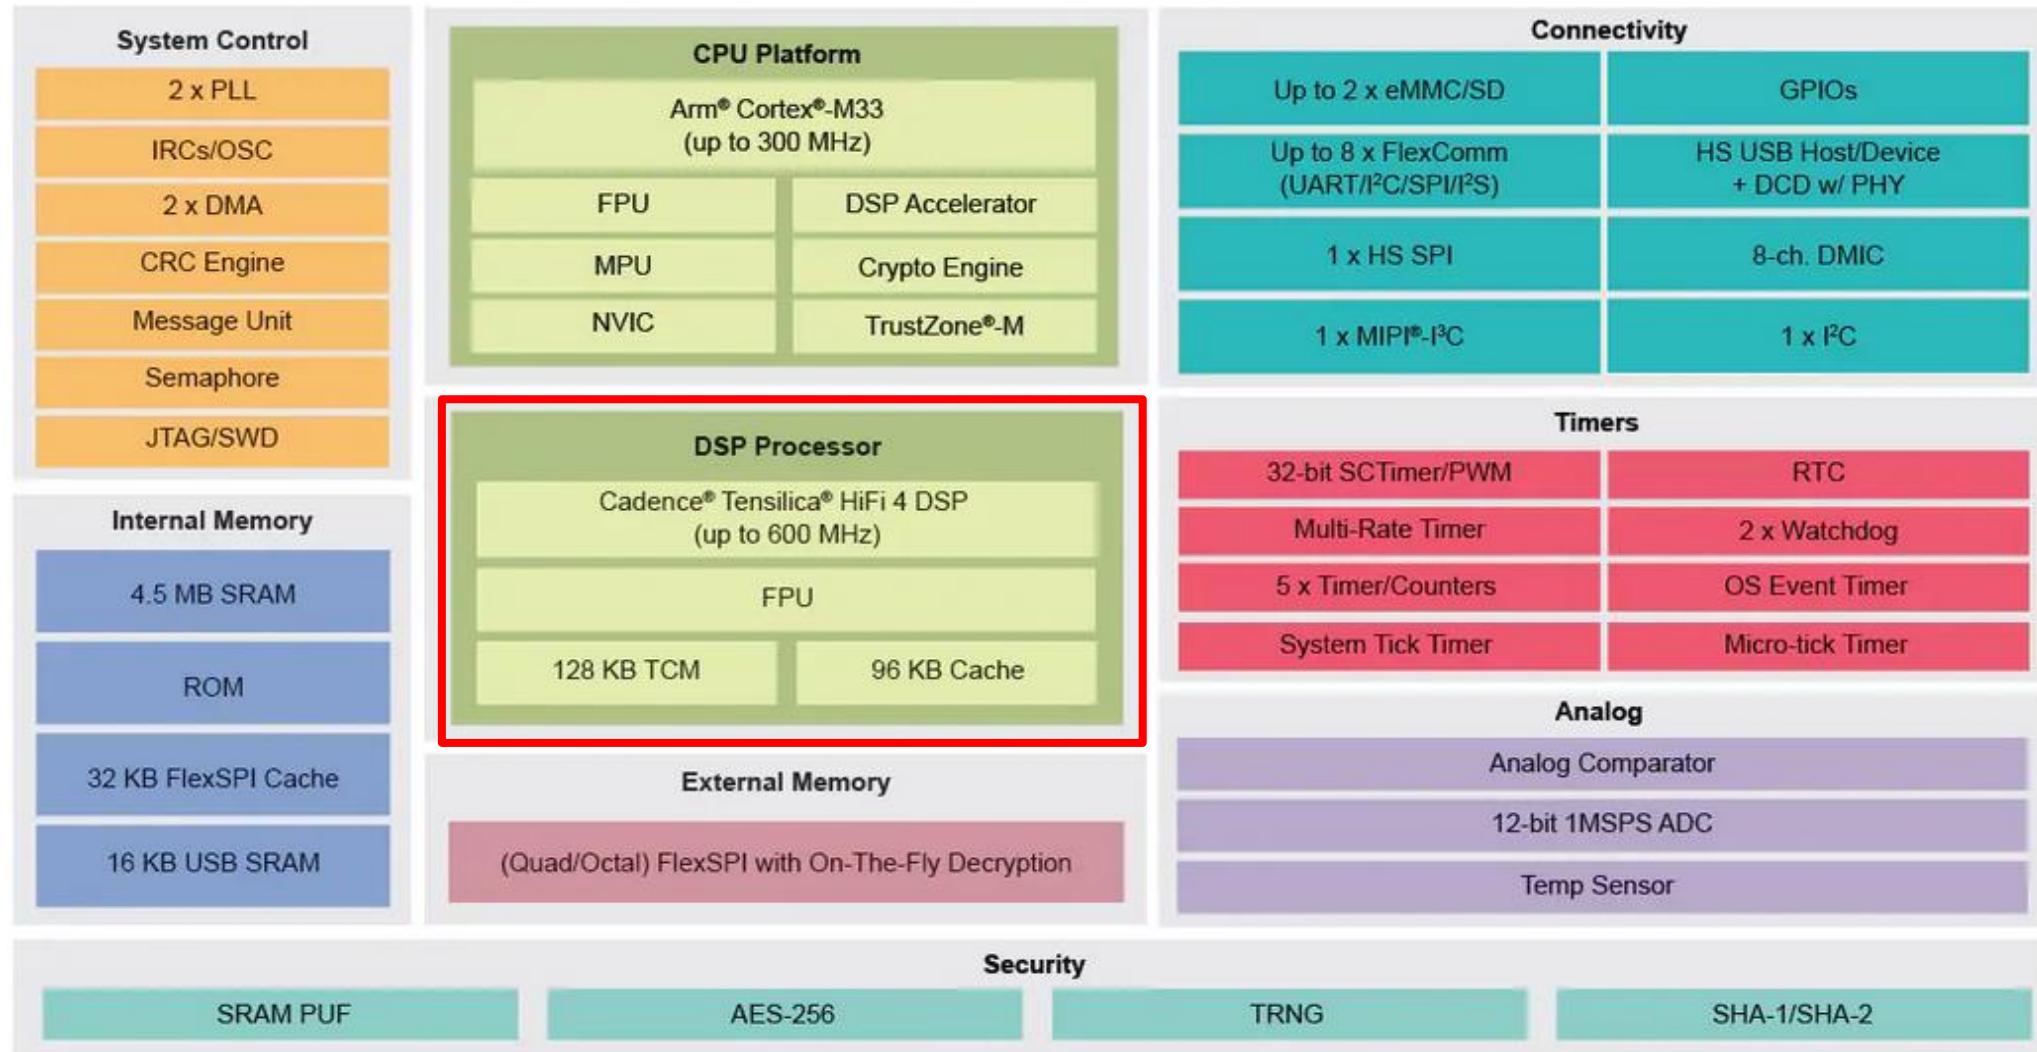 System Control
2 x PLL
IRCs/OSC
2 x DMA
CRC Engine
Message Unit
Semaphore
JTAG/SWD
Internal Memory
4.5 MB SRAM
ROM
32 KB FlexSPI Cache
16 KB USB SRAM
CPU Platform
Arm® Cortex®-M33
(up to 300 MHz)
FPU
DSP Accelerator
MPU
Crypto Engine
NVIC
TrustZone®-M
DSP Processor
Cadence® Tensilica® HiFi 4 DSP
(up to 600 MHz)
FPU
128 KB TCM
96 KB Cache
External Memory
(Quad/Octal) FlexSPI with On-The-Fly Decryption
Connectivity
Up to 2 x eMMC/SD
GPIOs
Up to 8 x FlexComm
(UART/I²C/SPI/I²S)
HS USB Host/Device
+ DCD w/ PHY
1 x HS SPI
8-ch. DMIC
1 x MIPI®-I³C
1 x I²C
Timers
32-bit SCTimer/PWM
RTC
Multi-Rate Timer
2 x Watchdog
5 x Timer/Counters
OS Event Timer
System Tick Timer
Micro-tick Timer
Analog
Analog Comparator
12-bit 1MSPS ADC
Temp Sensor
Security
SRAM PUF
AES-256
TRNG
SHA-1/SHA-2